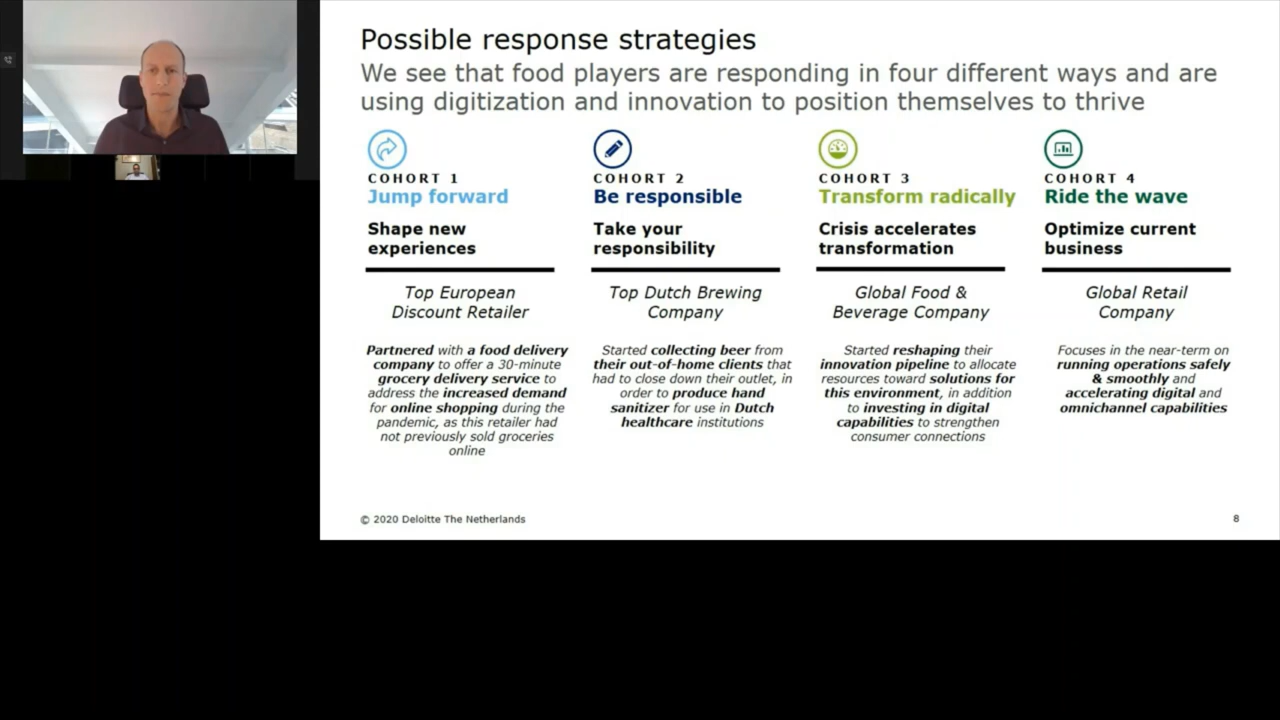 Possible response strategies
We see that food players are responding in four different ways and are
using digitization and innovation to position themselves to thrive
COHORT 1
Jump forward
Shape new
experiences
Top European
Discount Retailer
Partnered with a food delivery
company to offer a 30-minute
grocery delivery service to
address the increased demand
for online shopping during the
pandemic, as this retailer had
not previously sold groceries
online
COHORT 2
Be responsible
Take your
responsibility
Top Dutch Brewing
Company
Started collecting beer from
their out-of-home clients that
had to close down their outlet, in
order to produce hand
sanitizer for use in Dutch
healthcare institutions
COHORT 3
Transform radically
Crisis accelerates
transformation
Global Food &
Beverage Company
Started reshaping their
innovation pipeline to allocate
resources toward solutions for
this environment, in addition
to investing in digital
capabilities to strengthen
consumer connections
COHORT 4
Ride the wave
Optimize current
business
Global Retail
Company
Focuses in the near-term on
running operations safely
& smoothly and
accelerating digital and
omnichannel capabilities
© 2020 Deloitte The Netherlands
8